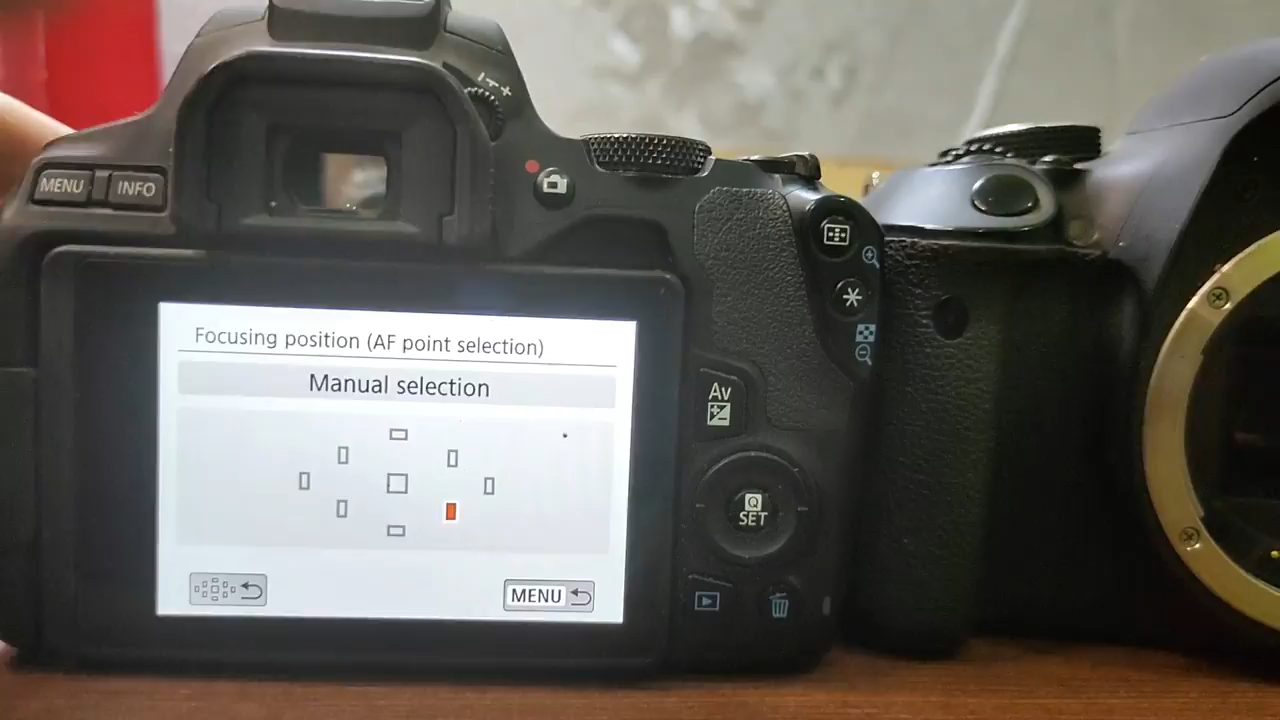 MENU
INFO
Focusing position (AF point selection)
Manual selection
MENU
Av
Q
SET